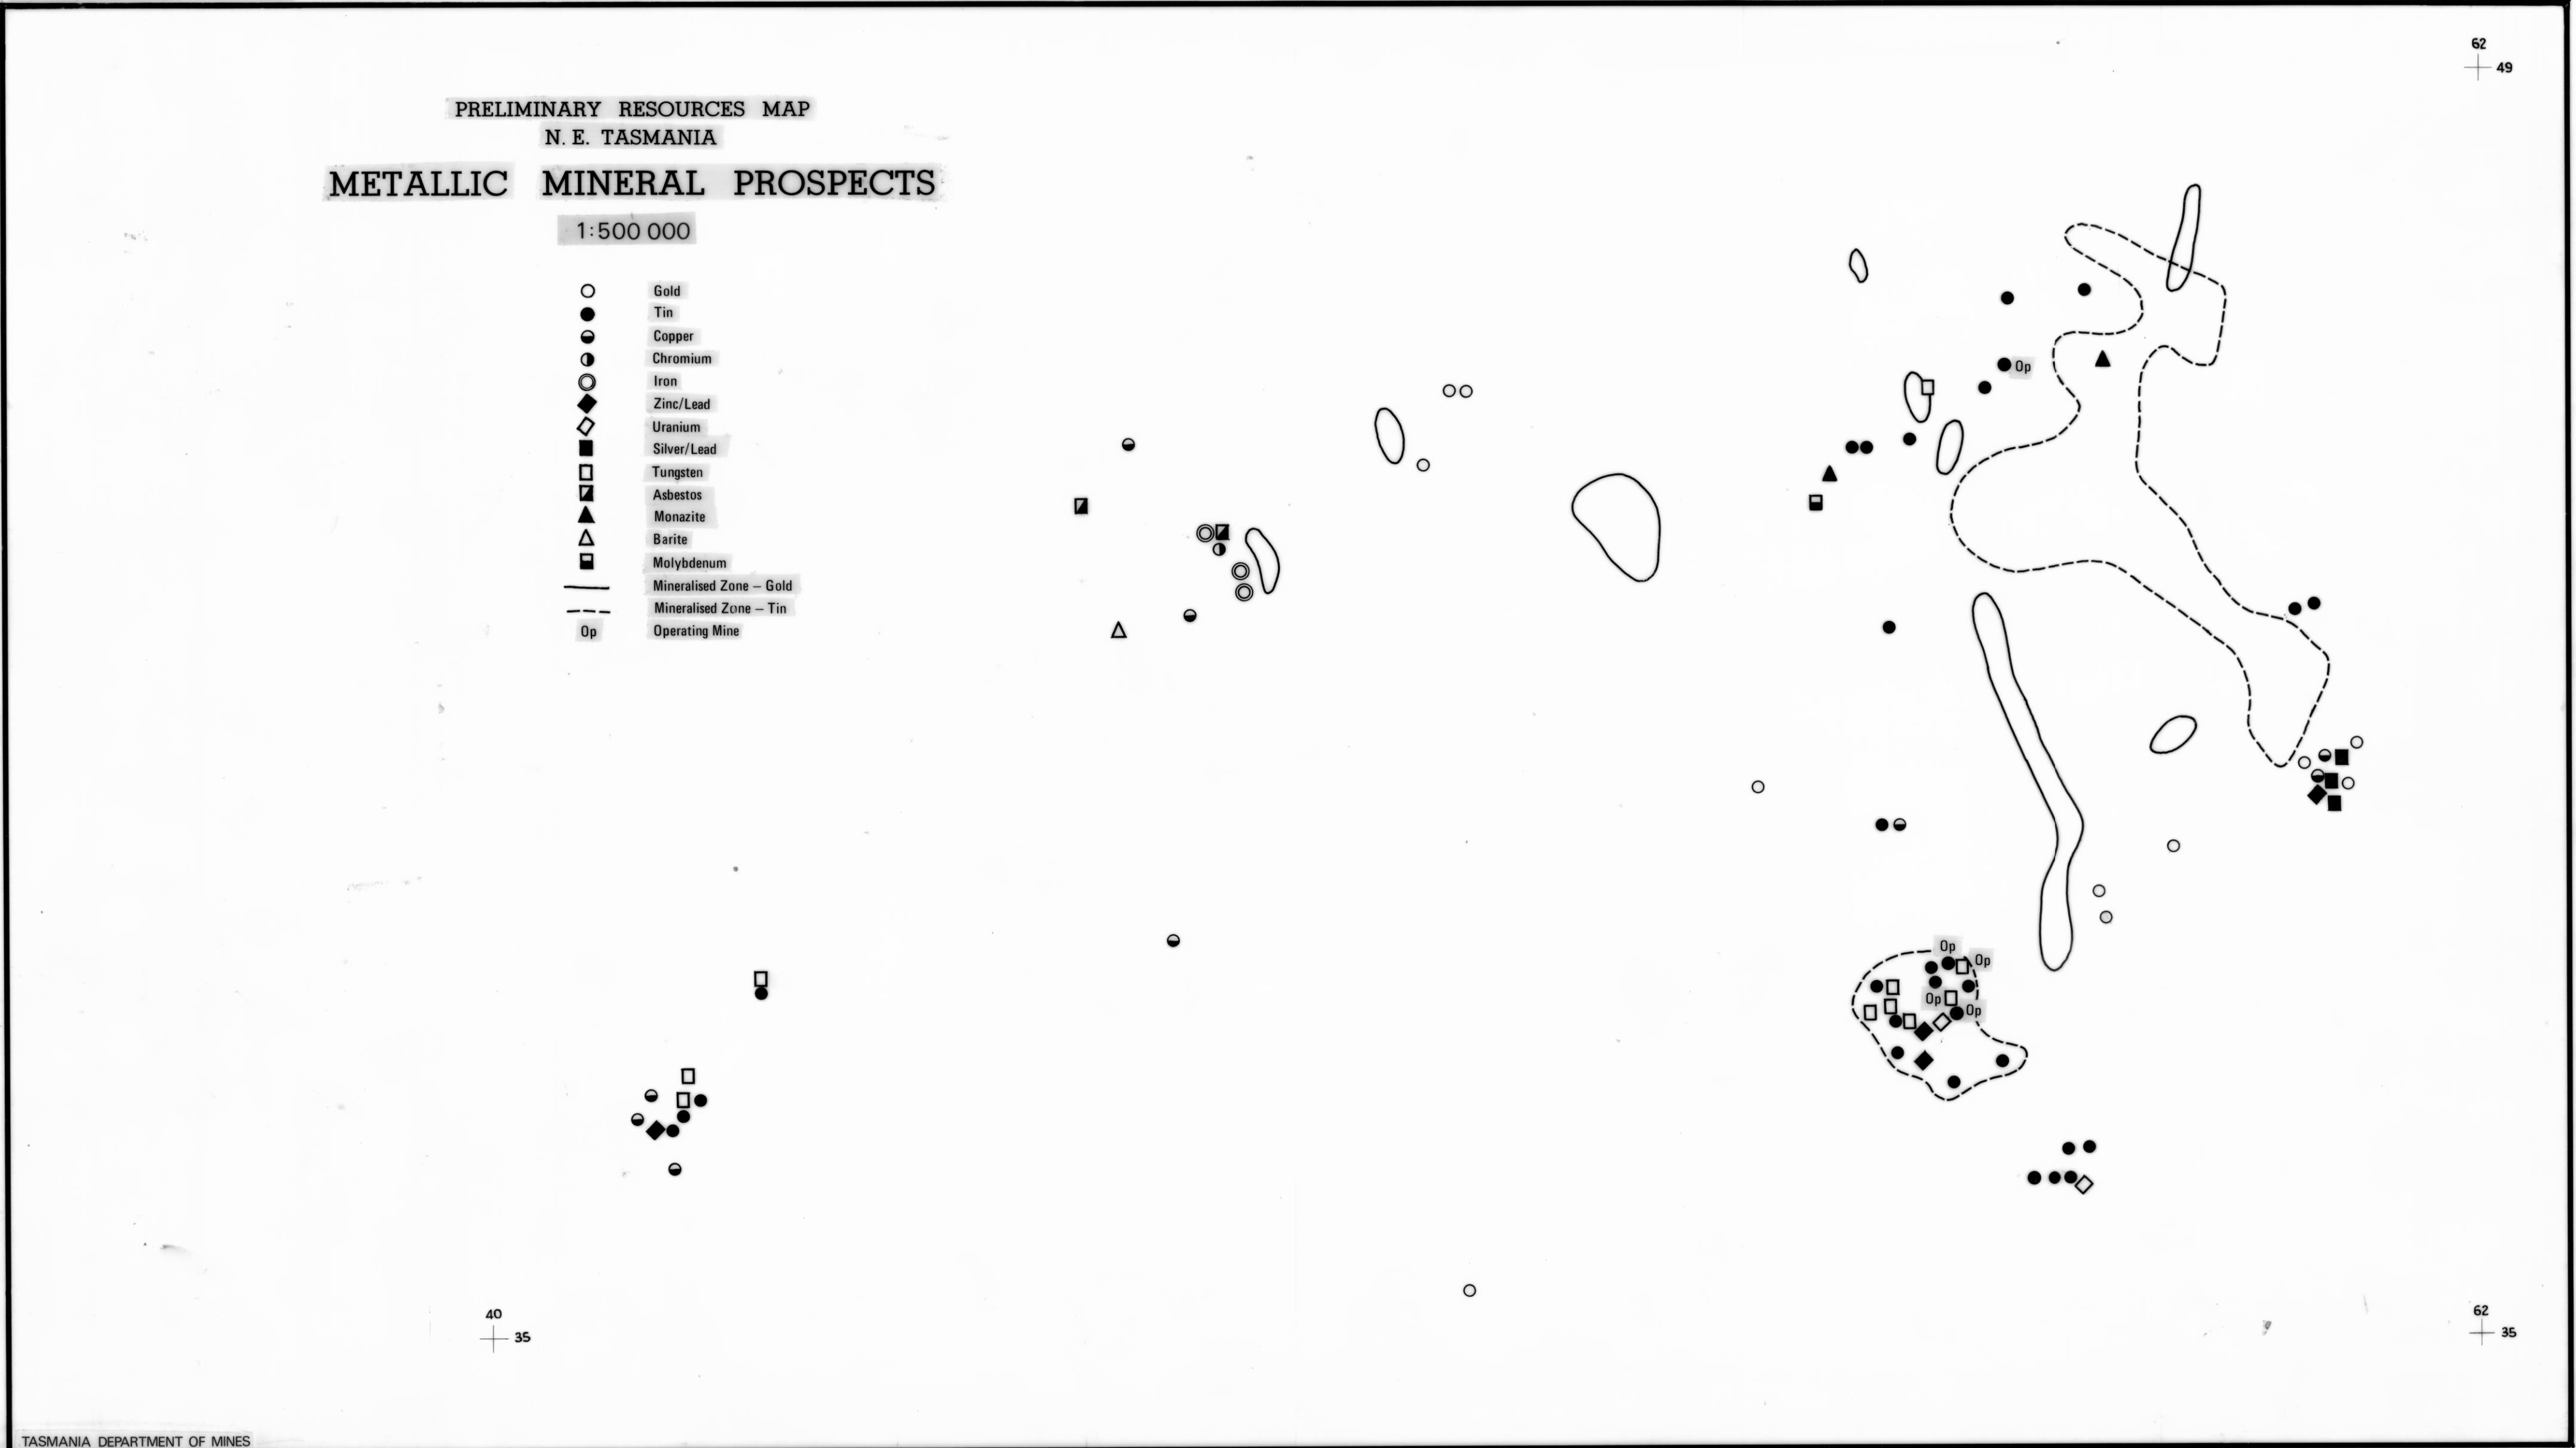 62
49
PRELIMINARY RESOURCES MAP
N. E. TASMANIA
METALLIC MINERAL PROSPECTS
1:500 000
Gold
Tin
Copper
Chromium
Iron
Zinc/Lead
Uranium
Silver/Lead
Tungsten
Asbestos
Monazite
Barite
Molybdenum
Mineralised Zone – Gold
Mineralised Zone – Tin
Op Operating Mine
Op
Op
Op
Op
Op
40
35
62
35
TASMANIA DEPARTMENT OF MINES